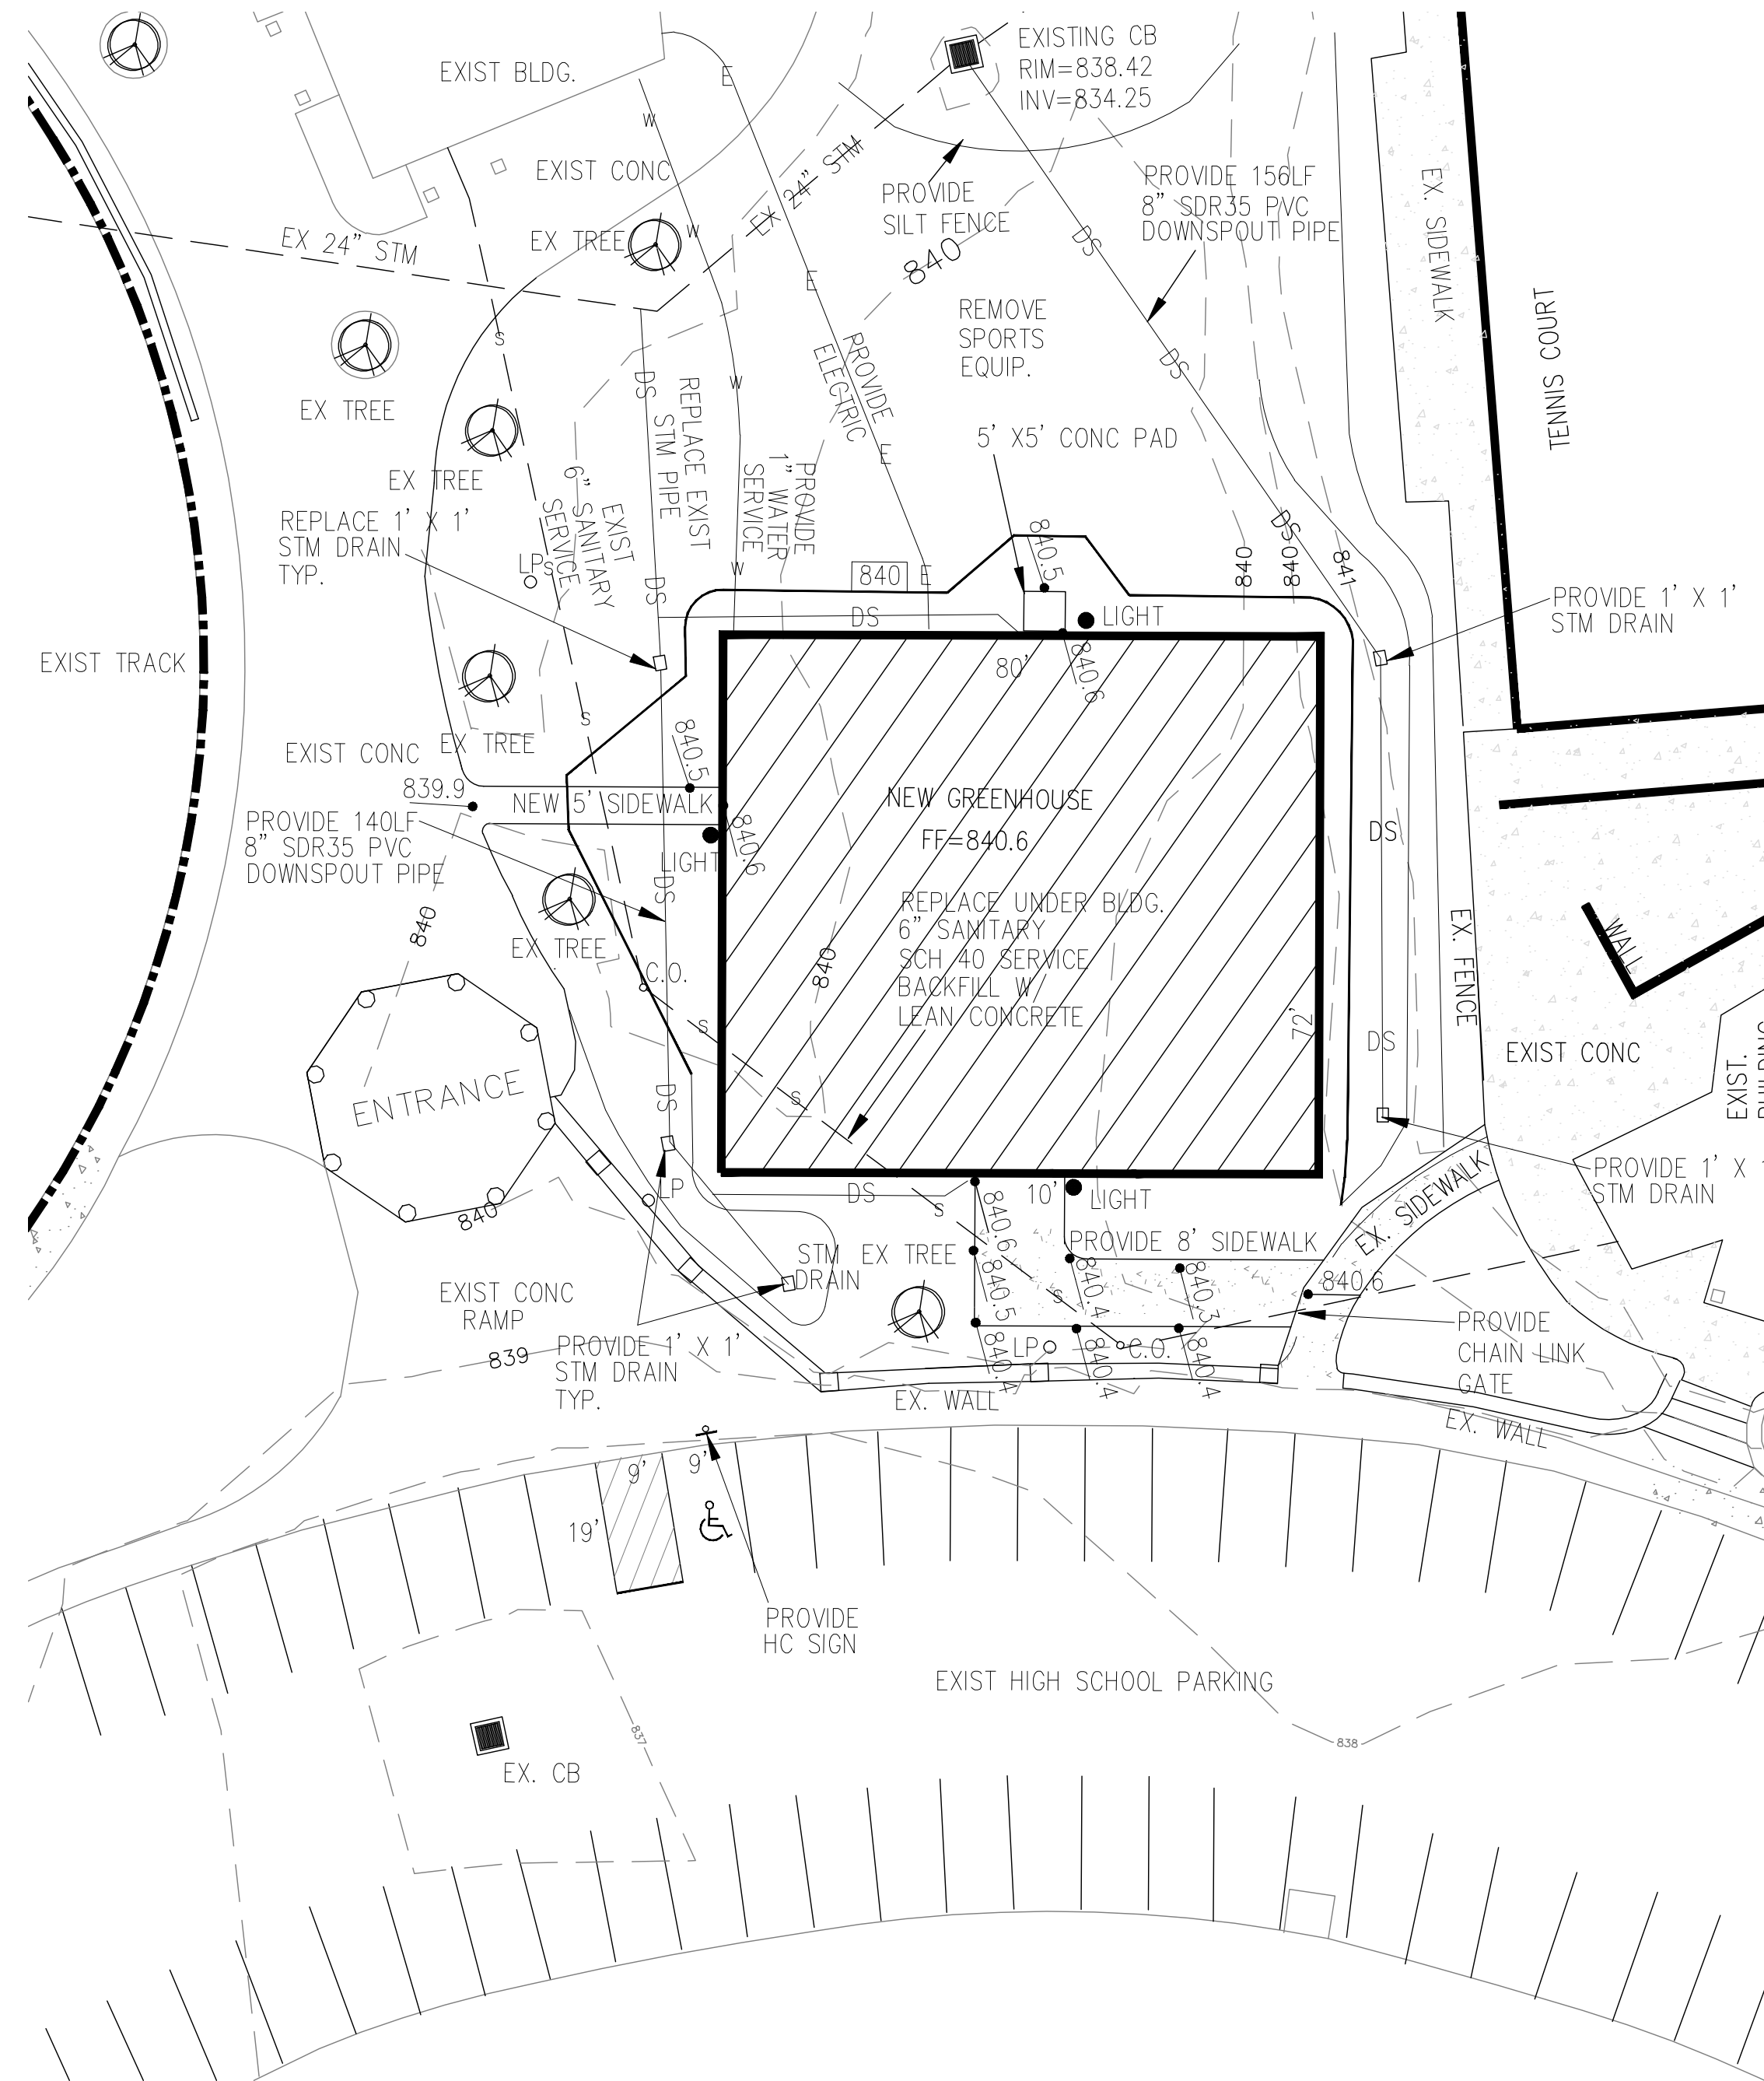 EXIST BLDG.
E
EXISTING CB
RIM=838.42
INV=834.25
W
EX 24" STM
EXIST CONC
PROVIDE
SILT FENCE
PROVIDE 156LF
8" SDR35 PVC
DOWNSPOUT PIPE
EX. SIDEWALK
EX 24" STM
EX TREE
W
DS
840
E
REMOVE
SPORTS
EQUIP.
TENNIS COURT
S
DS
PROVIDE
ELECTRIC
EX TREE
DS
REPLACE EXIST
STM PIPE
W
5' X5' CONC PAD
E
EX TREE
PROVIDE
1" WATER
SERVICE
EXIST
6" SANITARY
SERVICE
REPLACE 1' X 1'
STM DRAIN
TYP.
LP
S
DS
W
840
E
840.5
DS
840
840
841
PROVIDE 1' X 1'
STM DRAIN
DS
LIGHT
EXIST TRACK
80'
840.6
S
EX TREE
EXIST CONC
840.5
839.9
NEW 5' SIDEWALK
NEW GREENHOUSE
FF=840.6
PROVIDE 140LF
8" SDR35 PVC
DOWNSPOUT PIPE
LIGHT
840.6
DS
DS
840
EX TREE
REPLACE UNDER BLDG.
6" SANITARY
SCH 40 SERVICE
BACKFILL W/
LEAN CONCRETE
840
C.O.
S
EX. FENCE
WALL
72'
DS
EXIST CONC
EXIST.
ENTRANCE
DS
S
PROVIDE 1' X 1'
STM DRAIN
LP
DS
S
10'
LIGHT
840
840.6
EX. SIDEWALK
STM
DRAIN
EX TREE
PROVIDE 8' SIDEWALK
840.5
840.4
840.3
840.6
S
EXIST CONC
RAMP
839
PROVIDE 1' X 1'
STM DRAIN
TYP.
LP
C.O.
840.4
840.4
840.4
PROVIDE
CHAIN LINK
GATE
EX. WALL
EX. WALL
9'
9'
19'
PROVIDE
HC SIGN
EXIST HIGH SCHOOL PARKING
837
838
EX. CB